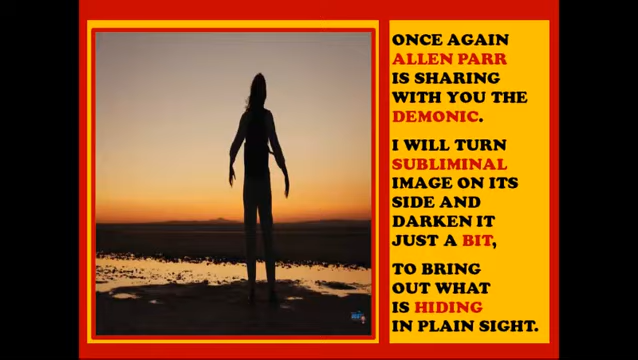 ONCE AGAIN
ALLEN PARR
IS SHARING
WITH YOU THE
DEMONIC.
I WILL TURN
SUBLIMINAL
IMAGE ON ITS
SIDE AND
DARKEN IT
JUST A BIT,
TO BRING
OUT WHAT
IS HIDING
IN PLAIN SIGHT.